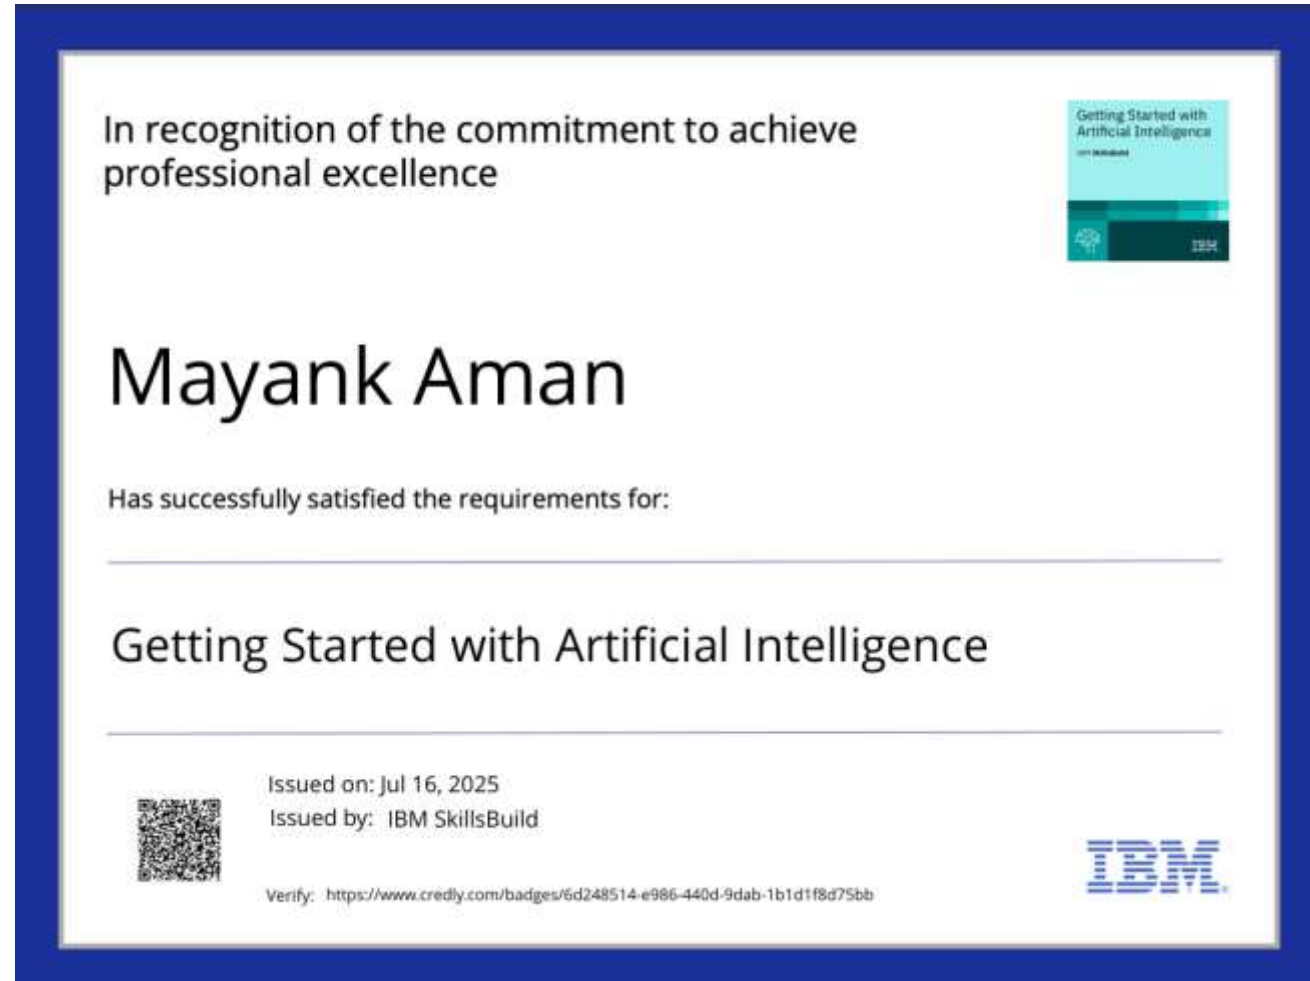 In recognition of the commitment to achieve
professional excellence
Getting Started with
Artificial Intelligence
IBM SkillsBuild
IBM
Mayank Aman
Has successfully satisfied the requirements for:
Getting Started with Artificial Intelligence
Issued on: Jul 16, 2025
Issued by: IBM SkillsBuild
IBM.
Verify: https://www.credly.com/badges/6d248514-e986-440d-9dab-1b1d1f8d75bb